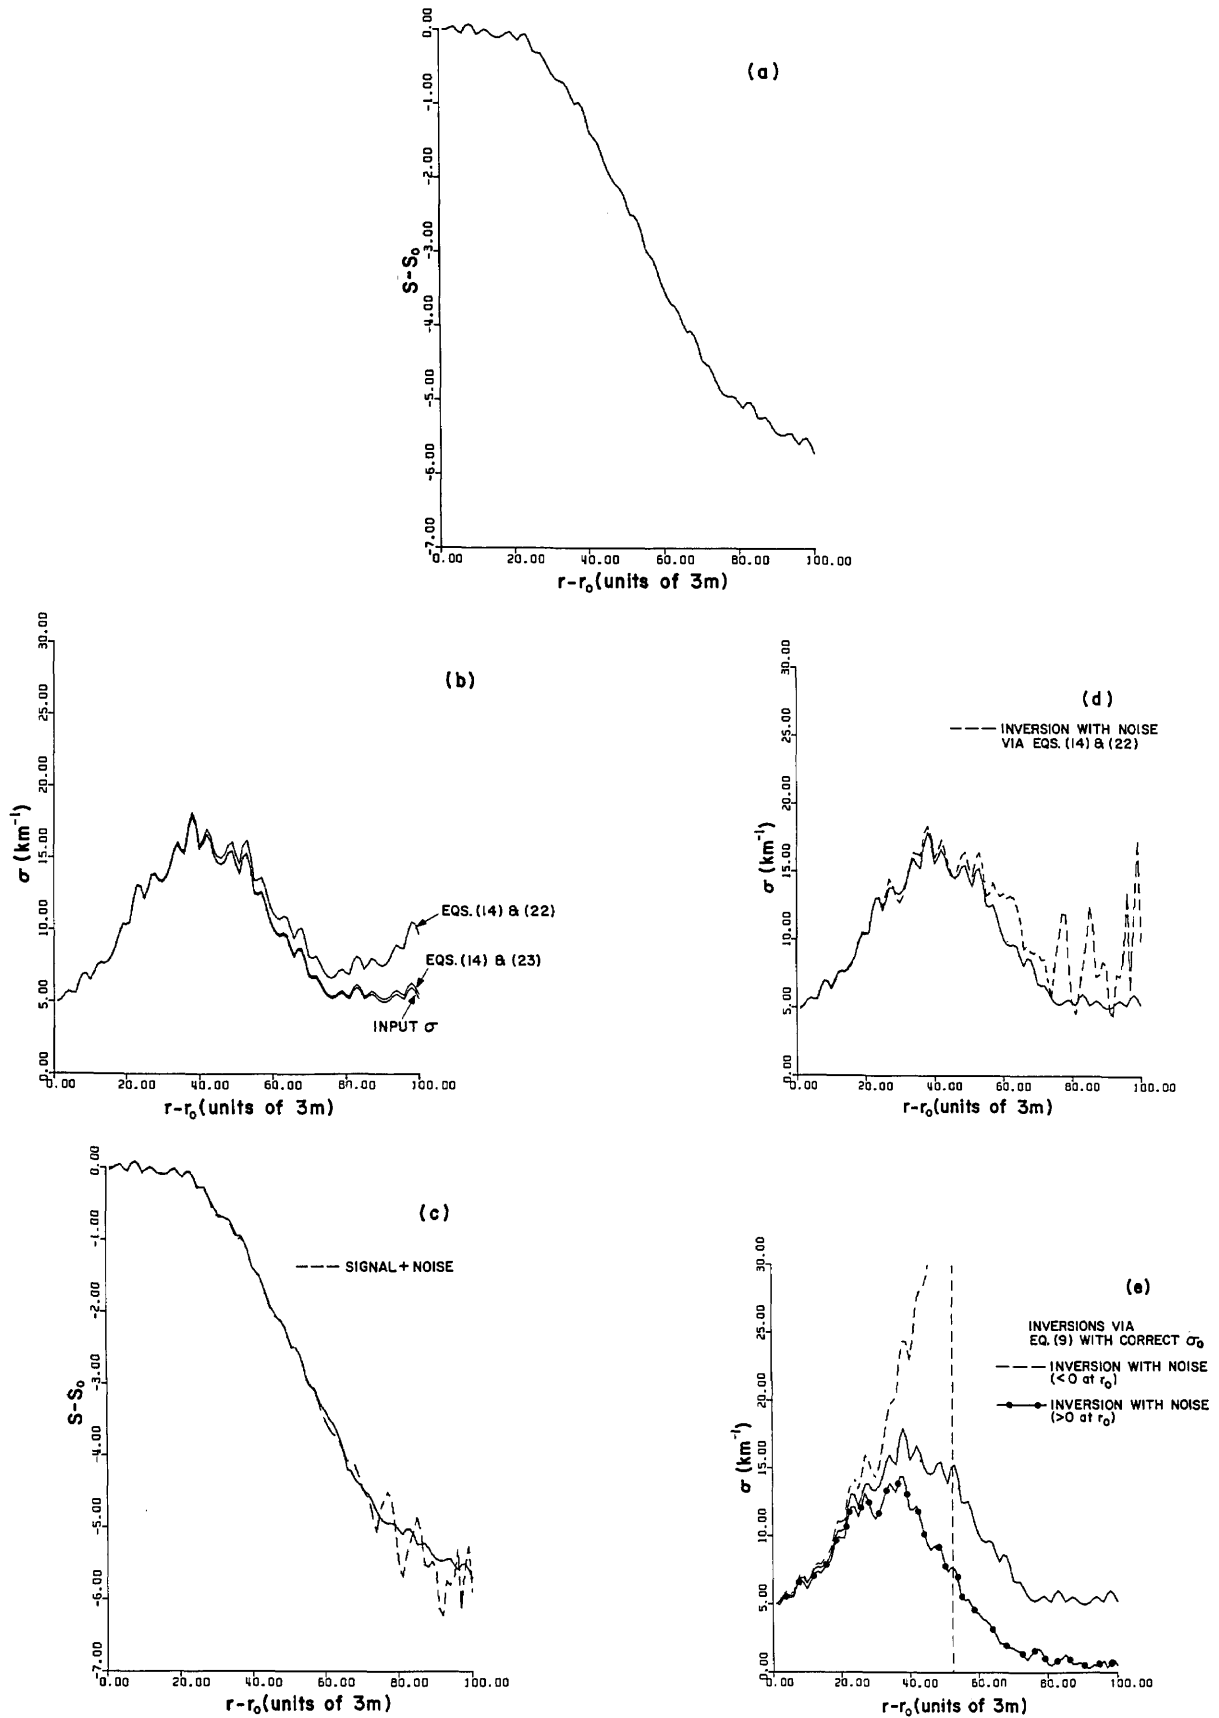 (a)
0.00
-1.00
-2.00
-3.00
-4.00
-5.00
-6.00
-7.00
S-S₀
0.00 20.00 40.00 60.00 80.00 100.00
r-r₀(units of 3m)
(b)
30.00
25.00
20.00
15.00
10.00
5.00
0.00
σ (km⁻¹)
EQS.(14) & (22)
EQS.(14) & (23)
INPUT σ
0.00 20.00 40.00 60.00 80.00 100.00
r-r₀(units of 3m)
(d)
INVERSION WITH NOISE
VIA EQS.(14) & (22)
30.00
25.00
20.00
15.00
10.00
5.00
0.00
σ (km⁻¹)
0.00 20.00 40.00 60.00 80.00 100.00
r-r₀(units of 3m)
(c)
SIGNAL + NOISE
0.00
-1.00
-2.00
-3.00
-4.00
-5.00
-6.00
-7.00
S-S₀
0.00 20.00 40.00 60.00 80.00 100.00
r-r₀(units of 3m)
(e)
INVERSIONS VIA
EQ.(9) WITH CORRECT σ₀
INVERSION WITH NOISE
(<0 at r₀)
INVERSION WITH NOISE
(>0 at r₀)
30.00
25.00
20.00
15.00
10.00
5.00
0.00
σ (km⁻¹)
0.00 20.00 40.00 60.00 80.00 100.00
r-r₀(units of 3m)